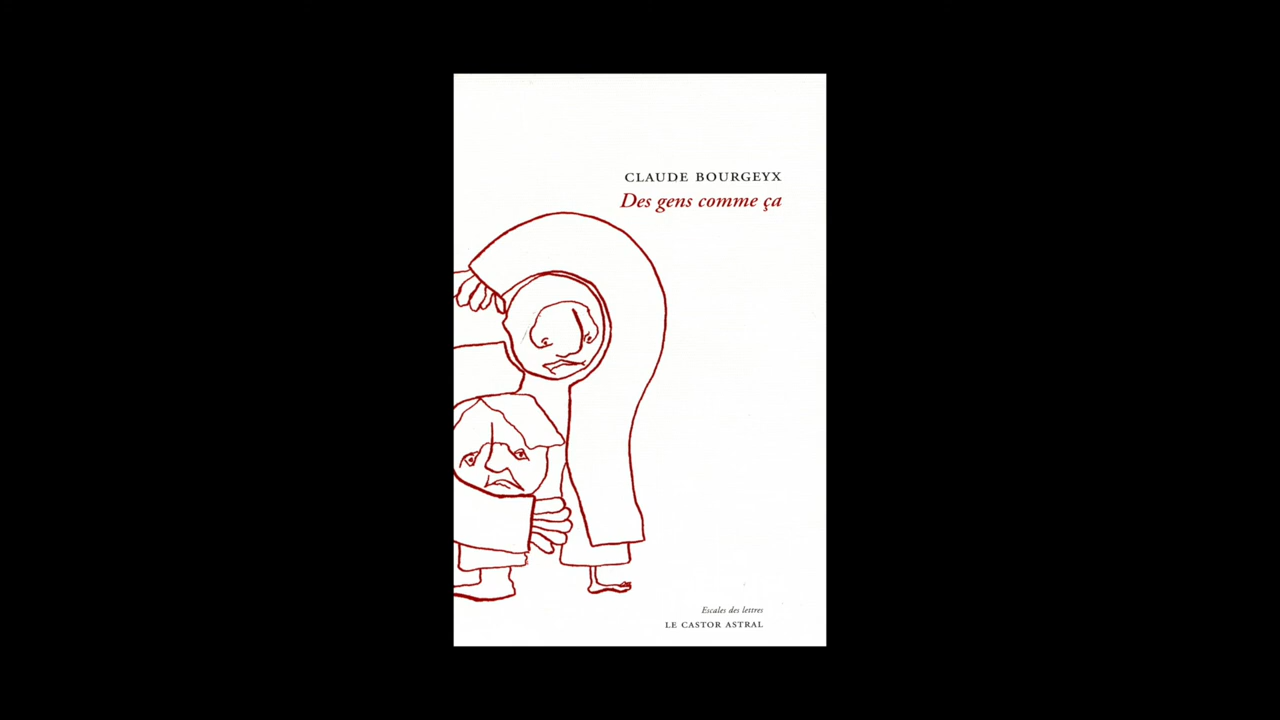 CLAUDE BOURGEYX
Des gens comme ça
Escales des lettres
LE CASTOR ASTRAL